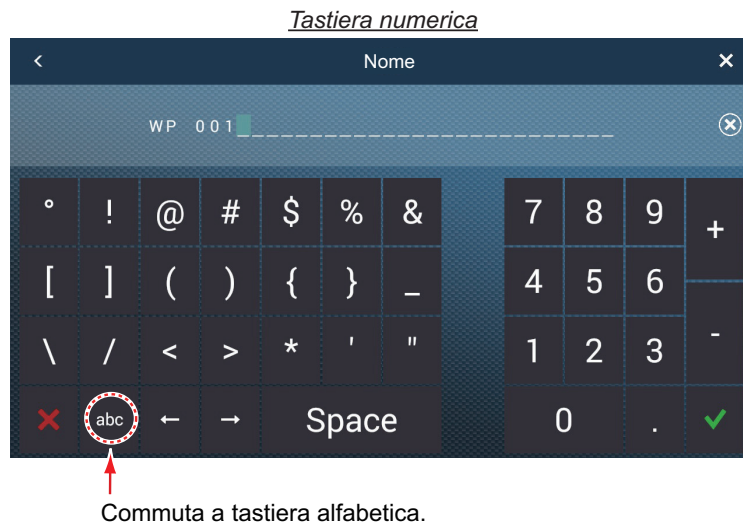 Tastiera numerica
< Nome ×
WP 001
° ! @ # $ % & 7 8 9 +
[ ] ( ) { } _ 4 5 6
\ / < > * ' " 1 2 3 -
abc ← → Space 0 .
Commuta a tastiera alfabetica.